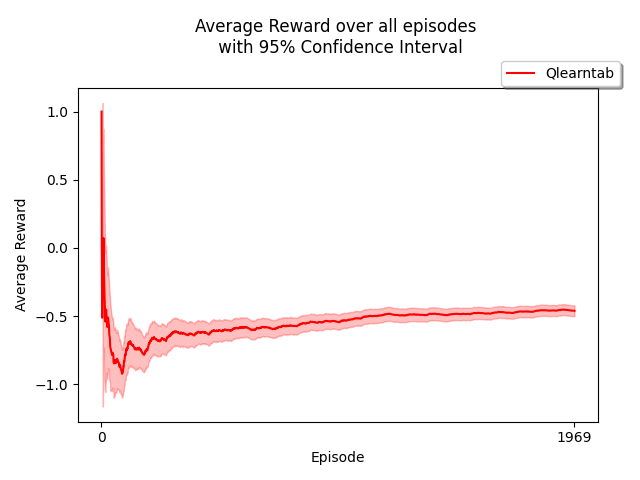 Average Reward over all episodes
with 95% Confidence Interval
Qlearntab
1.0
0.5
0.0
−0.5
−1.0
Average Reward
0
1969
Episode